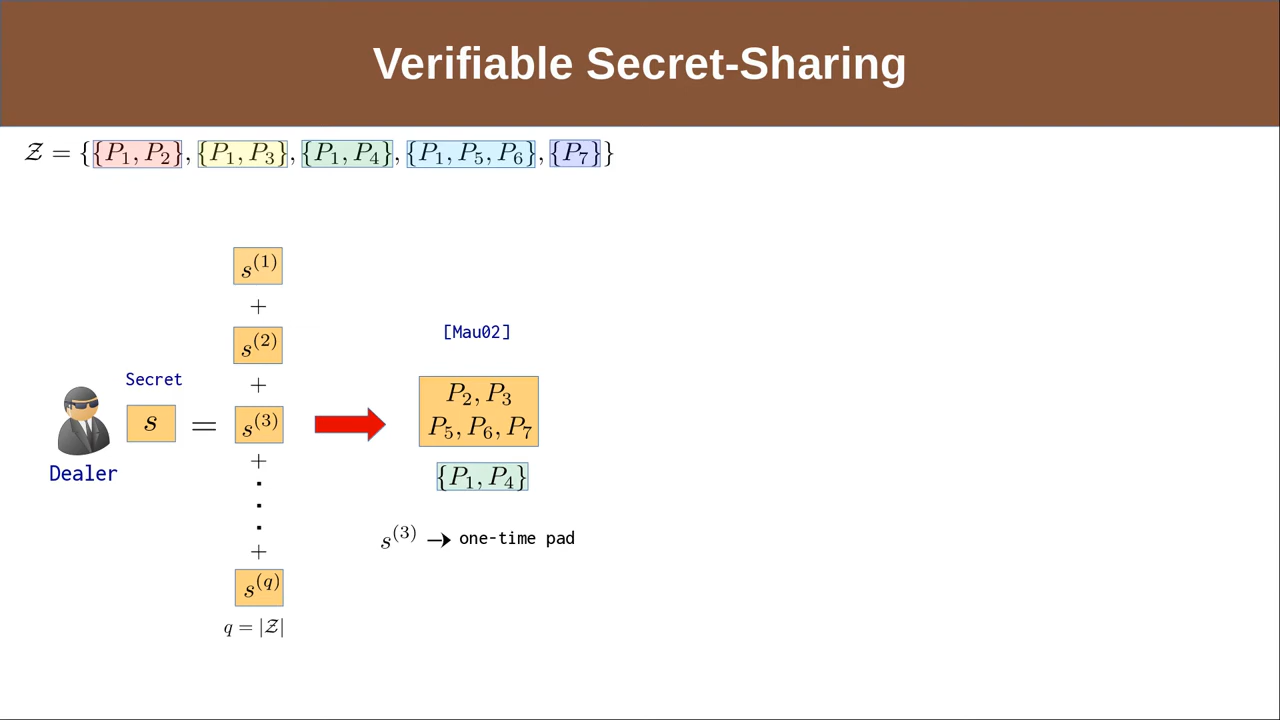 Verifiable Secret-Sharing
𝒵 = {{P₁, P₂}, {P₁, P₃}, {P₁, P₄}, {P₁, P₅, P₆}, {P₇}}
s⁽¹⁾
+
s⁽²⁾
+
Secret
s = s⁽³⁾
Dealer
+
+
s⁽q⁾
q = |𝒵|
[Mau02]
P₂, P₃
P₅, P₆, P₇
{P₁, P₄}
s⁽³⁾ → one-time pad